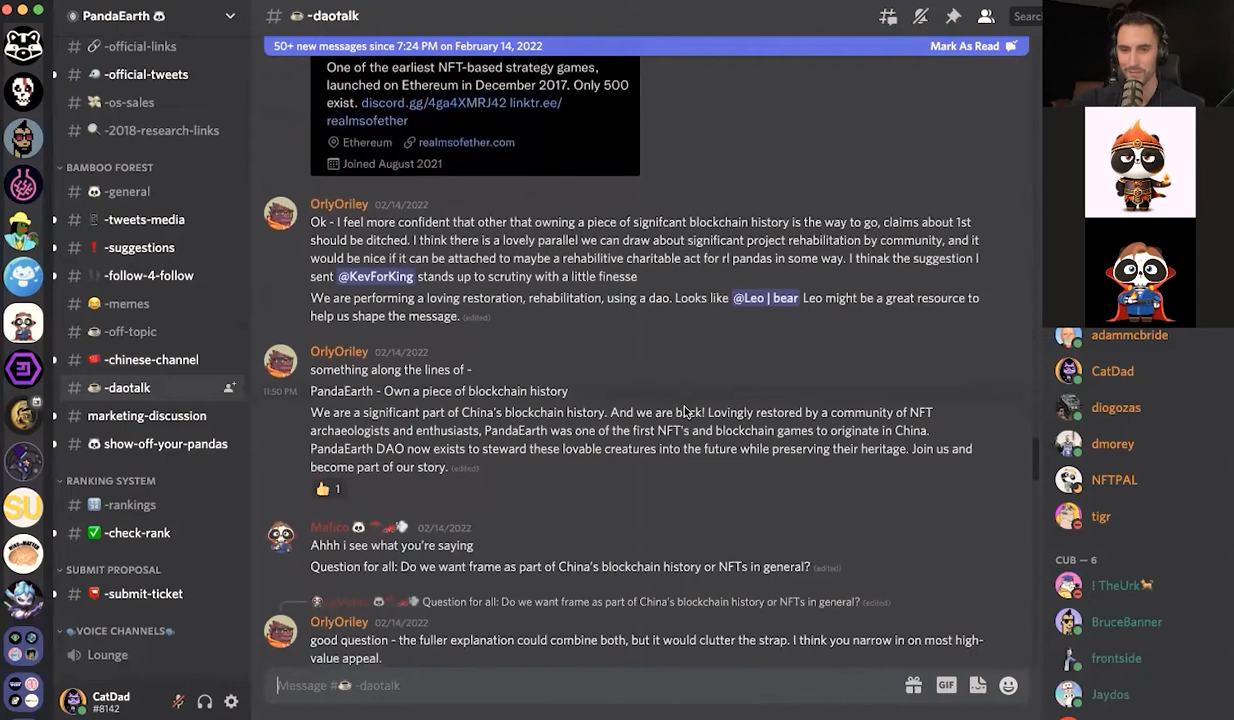 PandaEarth
-official-links
-official-tweets
-os-sales
-2018-research-links
BAMBOO FOREST
-general
-tweets-media
-suggestions
-follow-4-follow
-memes
-off-topic
-chinese-channel
-daotalk
marketing-discussion
show-off-your-pandas
RANKING SYSTEM
-rankings
-check-rank
SUBMIT PROPOSAL
-submit-ticket
VOICE CHANNELS
Lounge
CatDad
#8142
-daotalk
Search
50+ new messages since 7:24 PM on February 14, 2022
Mark As Read
One of the earliest NFT-based strategy games,
launched on Ethereum in December 2017. Only 500
exist. discord.gg/4ga4XMRJ42 linktr.ee/
realmsofether
Ethereum realmsofether.com
Joined August 2021
OrlyOriley 02/14/2022
Ok - I feel more confident that other that owning a piece of signifcant blockchain history is the way to go, claims about 1st
should be ditched. I think there is a lovely parallel we can draw about significant project rehabilitation by community, and it
would be nice if it can be attached to maybe a rehabilitive charitable act for rl pandas in some way. I thinak the suggestion I
sent @KevForKing stands up to scrutiny with a little finesse
We are performing a loving restoration, rehabilitation, using a dao. Looks like @Leo | bear Leo might be a great resource to
help us shape the message. (edited)
OrlyOriley 02/14/2022
something along the lines of -
11:50 PM PandaEarth - Own a piece of blockchain history
We are a significant part of China's blockchain history. And we are back! Lovingly restored by a community of NFT
archaeologists and enthusiasts, PandaEarth was one of the first NFT's and blockchain games to originate in China.
PandaEarth DAO now exists to steward these lovable creatures into the future while preserving their heritage. Join us and
become part of our story. (edited)
👍 1
Mafico 02/14/2022
Ahhh i see what you're saying
Question for all: Do we want frame as part of China's blockchain history or NFTs in general? (edited)
Question for all: Do we want frame as part of China's blockchain history or NFTs in general? (edited)
OrlyOriley 02/14/2022
good question - the fuller explanation could combine both, but it would clutter the strap. I think you narrow in on most high-
value appeal.
Message # -daotalk
GIF
adammcbride
CatDad
diogozas
dmorey
NFTPAL
tigr
CUB — 6
! TheUrk
BruceBanner
frontside
Jaydos
SU